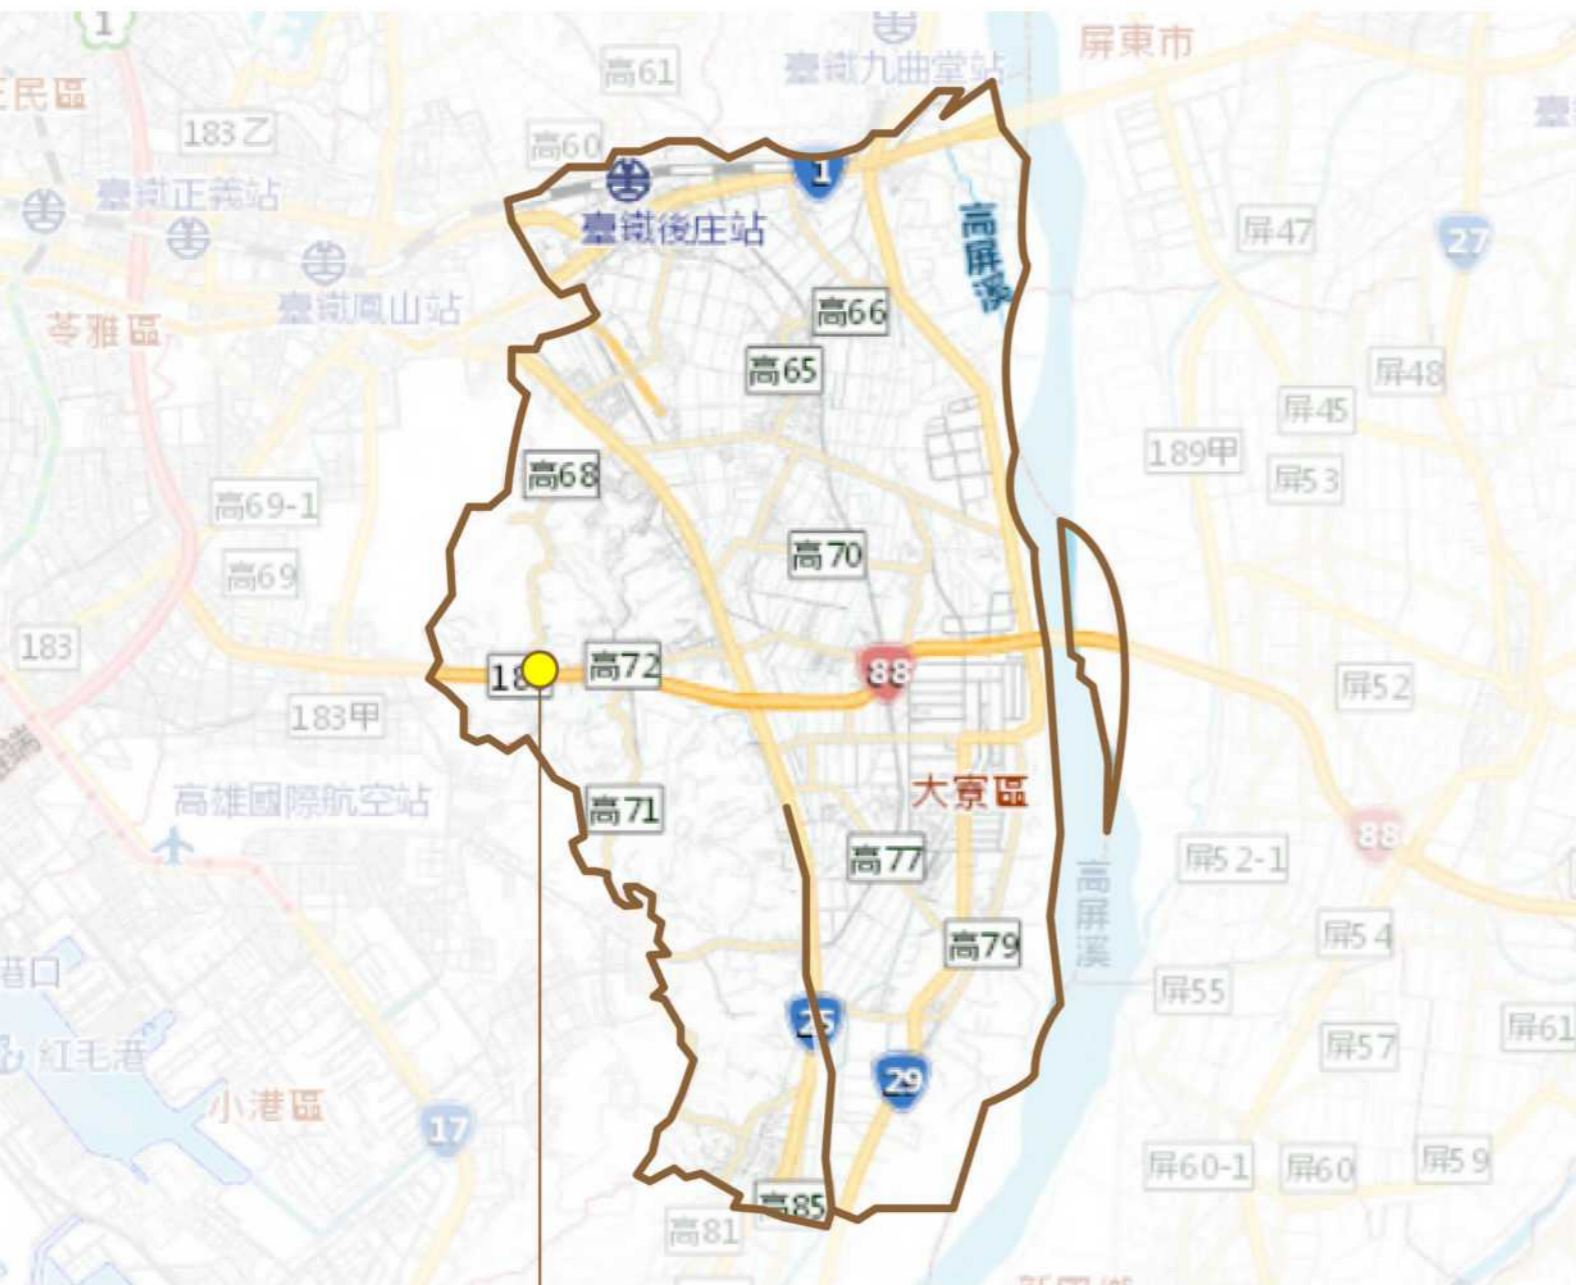 1
高61
臺鐵九曲堂站
屏東市
民區
183乙
高60
1
臺鐵正義站
臺鐵後庄站
高屏溪
屏47
27
臺鐵鳳山站
苓雅區
高66
高65
屏48
屏45
189甲
高68
屏53
高69-1
高70
高69
183
18
高72
88
屏52
183甲
高雄國際航空站
大寮區
高71
88
高77
屏52-1
高屏溪
屏54
高79
港口
屏55
25
屏61
紅毛港
屏57
29
小港區
17
屏60-1
屏60
屏59
高85
高81